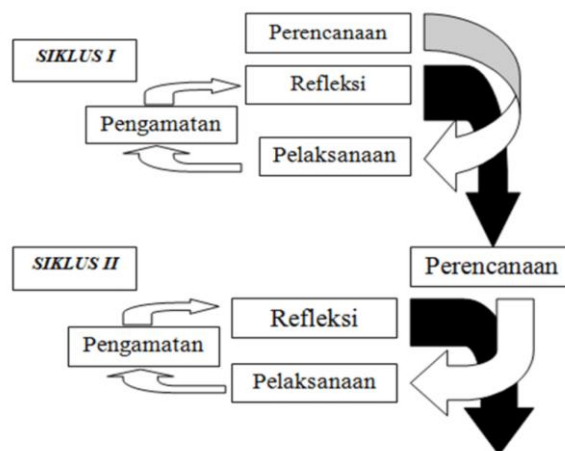 Perencanaan
SIKLUS I
Refleksi
Pengamatan
Pelaksanaan
SIKLUS II
Perencanaan
Refleksi
Pengamatan
Pelaksanaan